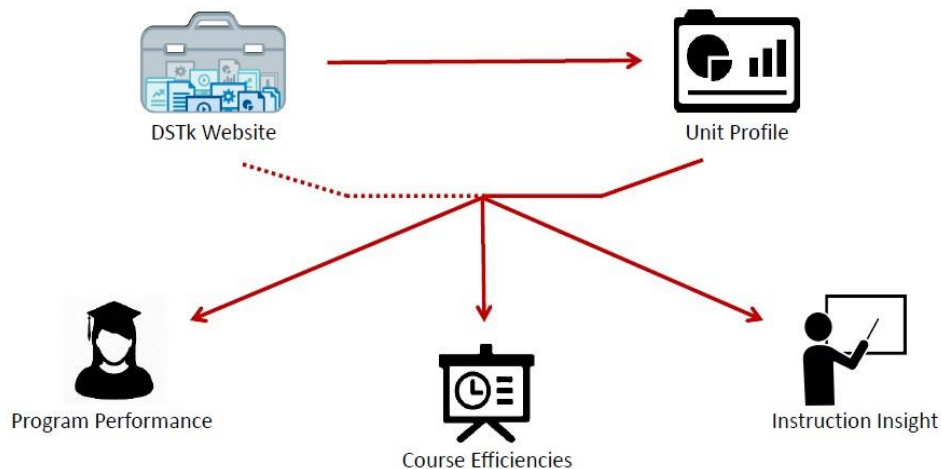 DSTk Website
Unit Profile
Program Performance
Course Efficiencies
Instruction Insight